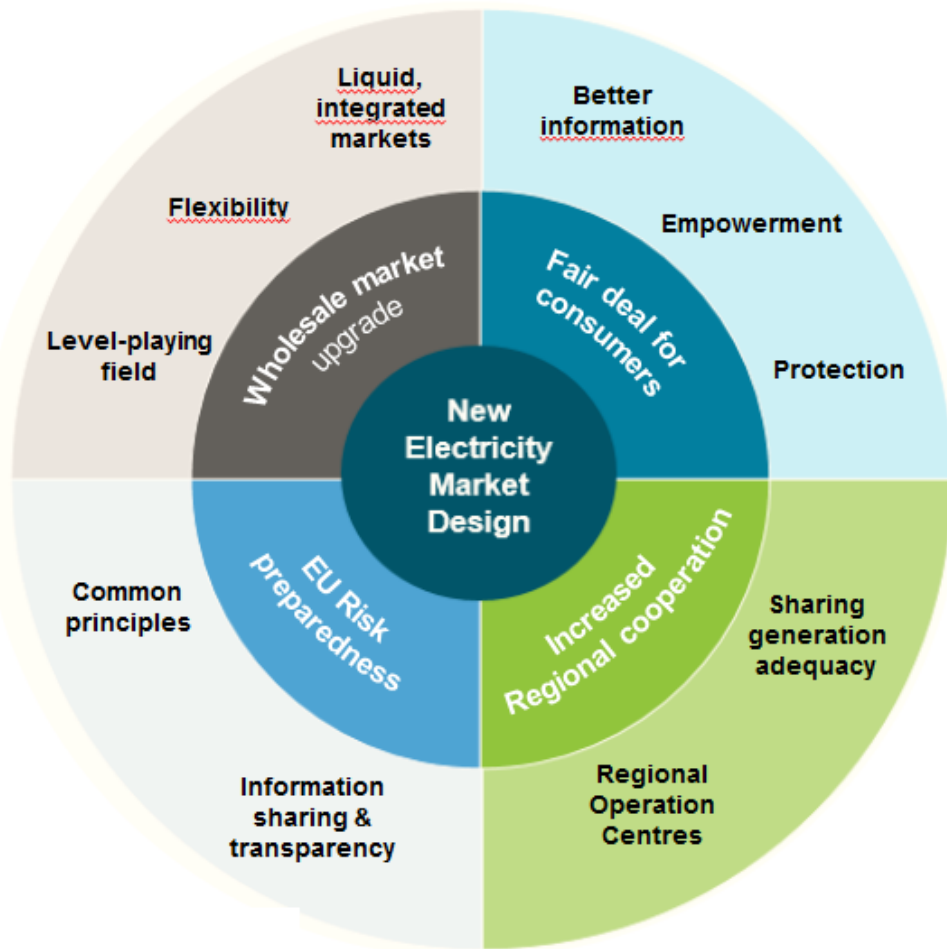 Liquid,
integrated
markets
Flexibility
Level-playing
field
Better
information
Empowerment
Protection
Wholesale market
upgrade
Fair deal for
consumers
New
Electricity
Market
Design
EU Risk
preparedness
Increased
Regional cooperation
Common
principles
Information
sharing &
transparency
Sharing
generation
adequacy
Regional
Operation
Centres